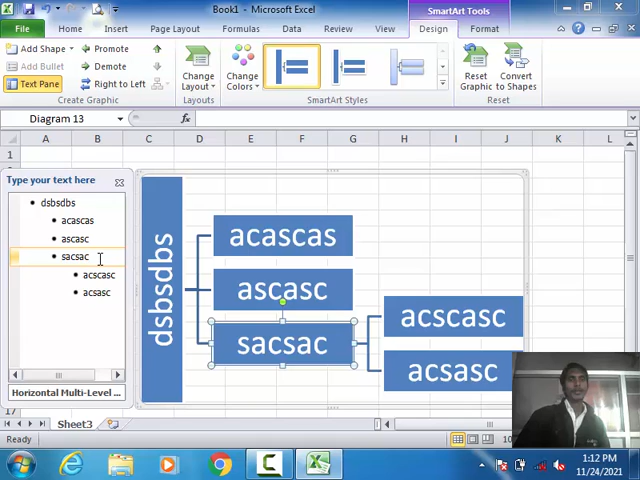 Book1 - Microsoft Excel
SmartArt Tools
File Home Insert Page Layout Formulas Data Review View Design Format
Add Shape Promote
Add Bullet Demote
Text Pane Right to Left
Create Graphic
Change Layout
Layouts
Change Colors
SmartArt Styles
Reset Graphic
Convert to Shapes
Reset
Diagram 13
fx
A B C D E F G H I J K L
1
Type your text here
dsbsdbs
acascas
ascasc
sacsac
acscasc
acsasc
Horizontal Multi-Level ...
dsbsdbs
acascas
ascasc
sacsac
acscasc
acsasc
17
Sheet3
Ready
10
1:12 PM
11/24/2021